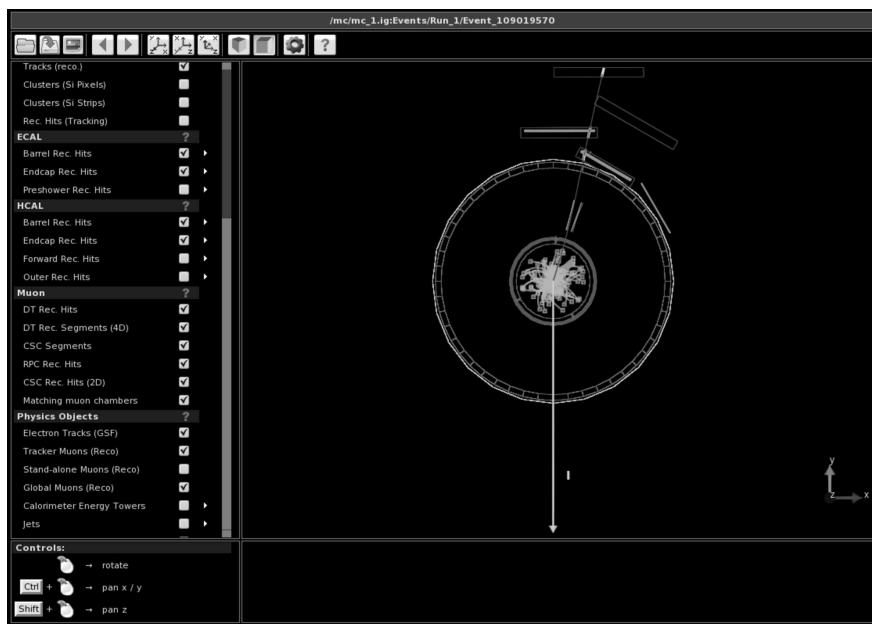 /mc/mc_1.ig:Events/Run_1/Event_109019570
?
Tracks (reco.)
Clusters (Si Pixels)
Clusters (Si Strips)
Rec. Hits (Tracking)
ECAL ?
Barrel Rec. Hits
Endcap Rec. Hits
Preshower Rec. Hits
HCAL ?
Barrel Rec. Hits
Endcap Rec. Hits
Forward Rec. Hits
Outer Rec. Hits
Muon ?
DT Rec. Hits
DT Rec. Segments (4D)
CSC Segments
RPC Rec. Hits
CSC Rec. Hits (2D)
Matching muon chambers
Physics Objects ?
Electron Tracks (GSF)
Tracker Muons (Reco)
Stand-alone Muons (Reco)
Global Muons (Reco)
Calorimeter Energy Towers
Jets
y
z x
Controls:
→ rotate
Ctrl + → pan x / y
Shift + → pan z